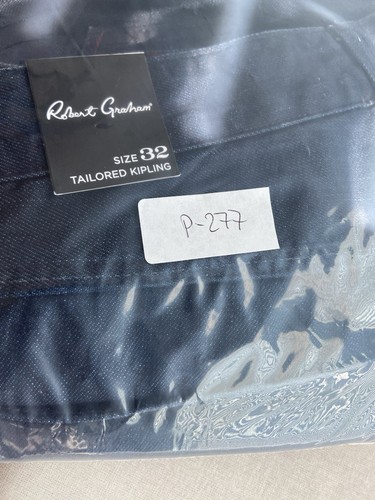 Robert Graham
SIZE 32
TAILORED KIPLING
P-277